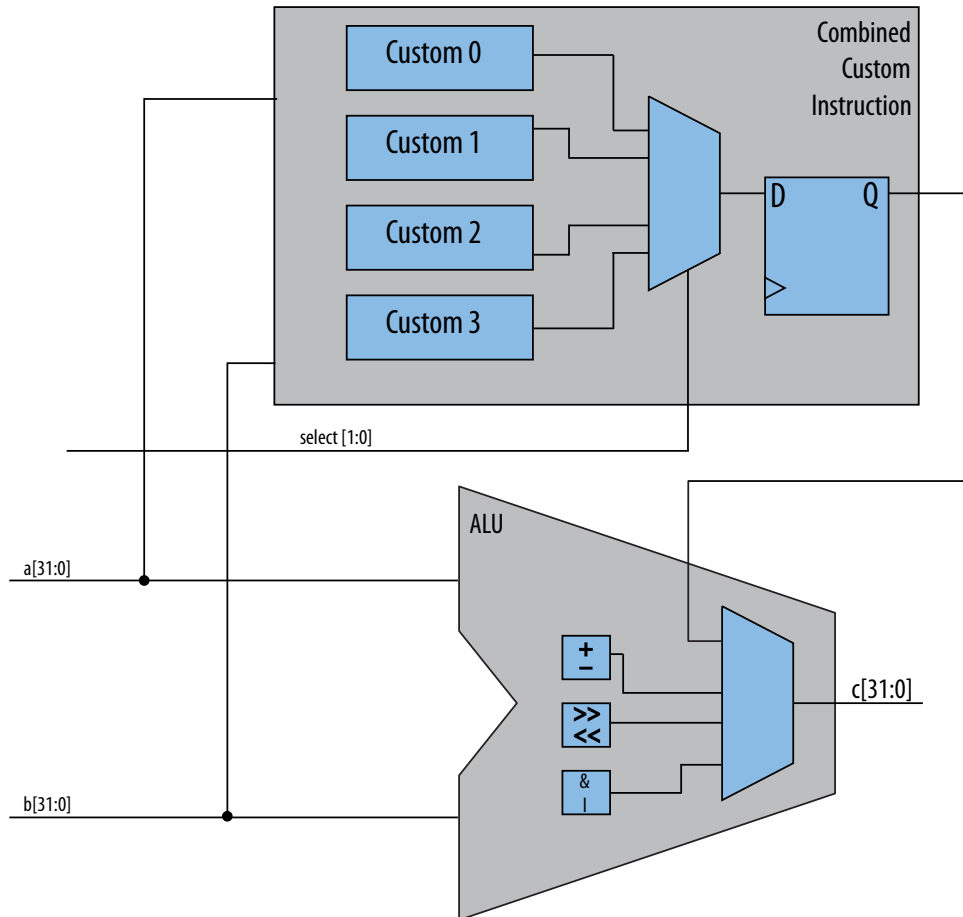 Custom 0
Combined
Custom
Instruction
Custom 1
D
Q
Custom 2
Custom 3
select [1:0]
ALU
a[31:0]
+
−
c[31:0]
>>
<<
&
|
b[31:0]